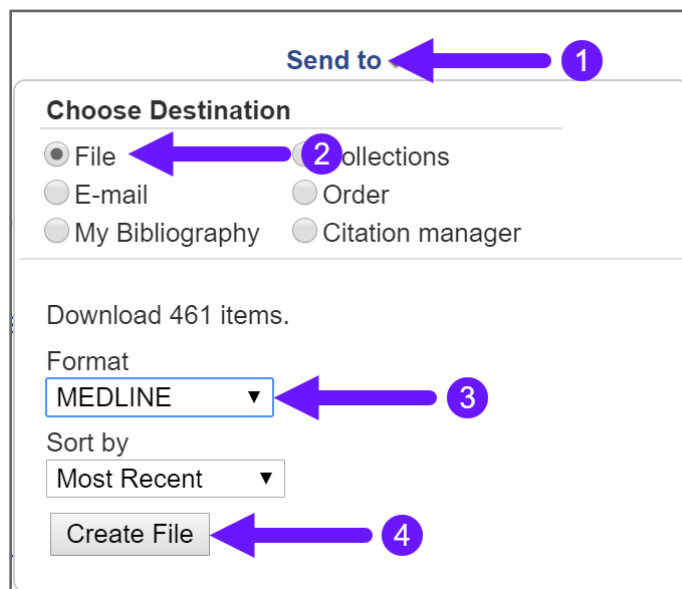 Send to 1
Choose Destination
File 2 ollections
E-mail Order
My Bibliography Citation manager
Download 461 items.
Format
MEDLINE 3
Sort by
Most Recent
Create File 4